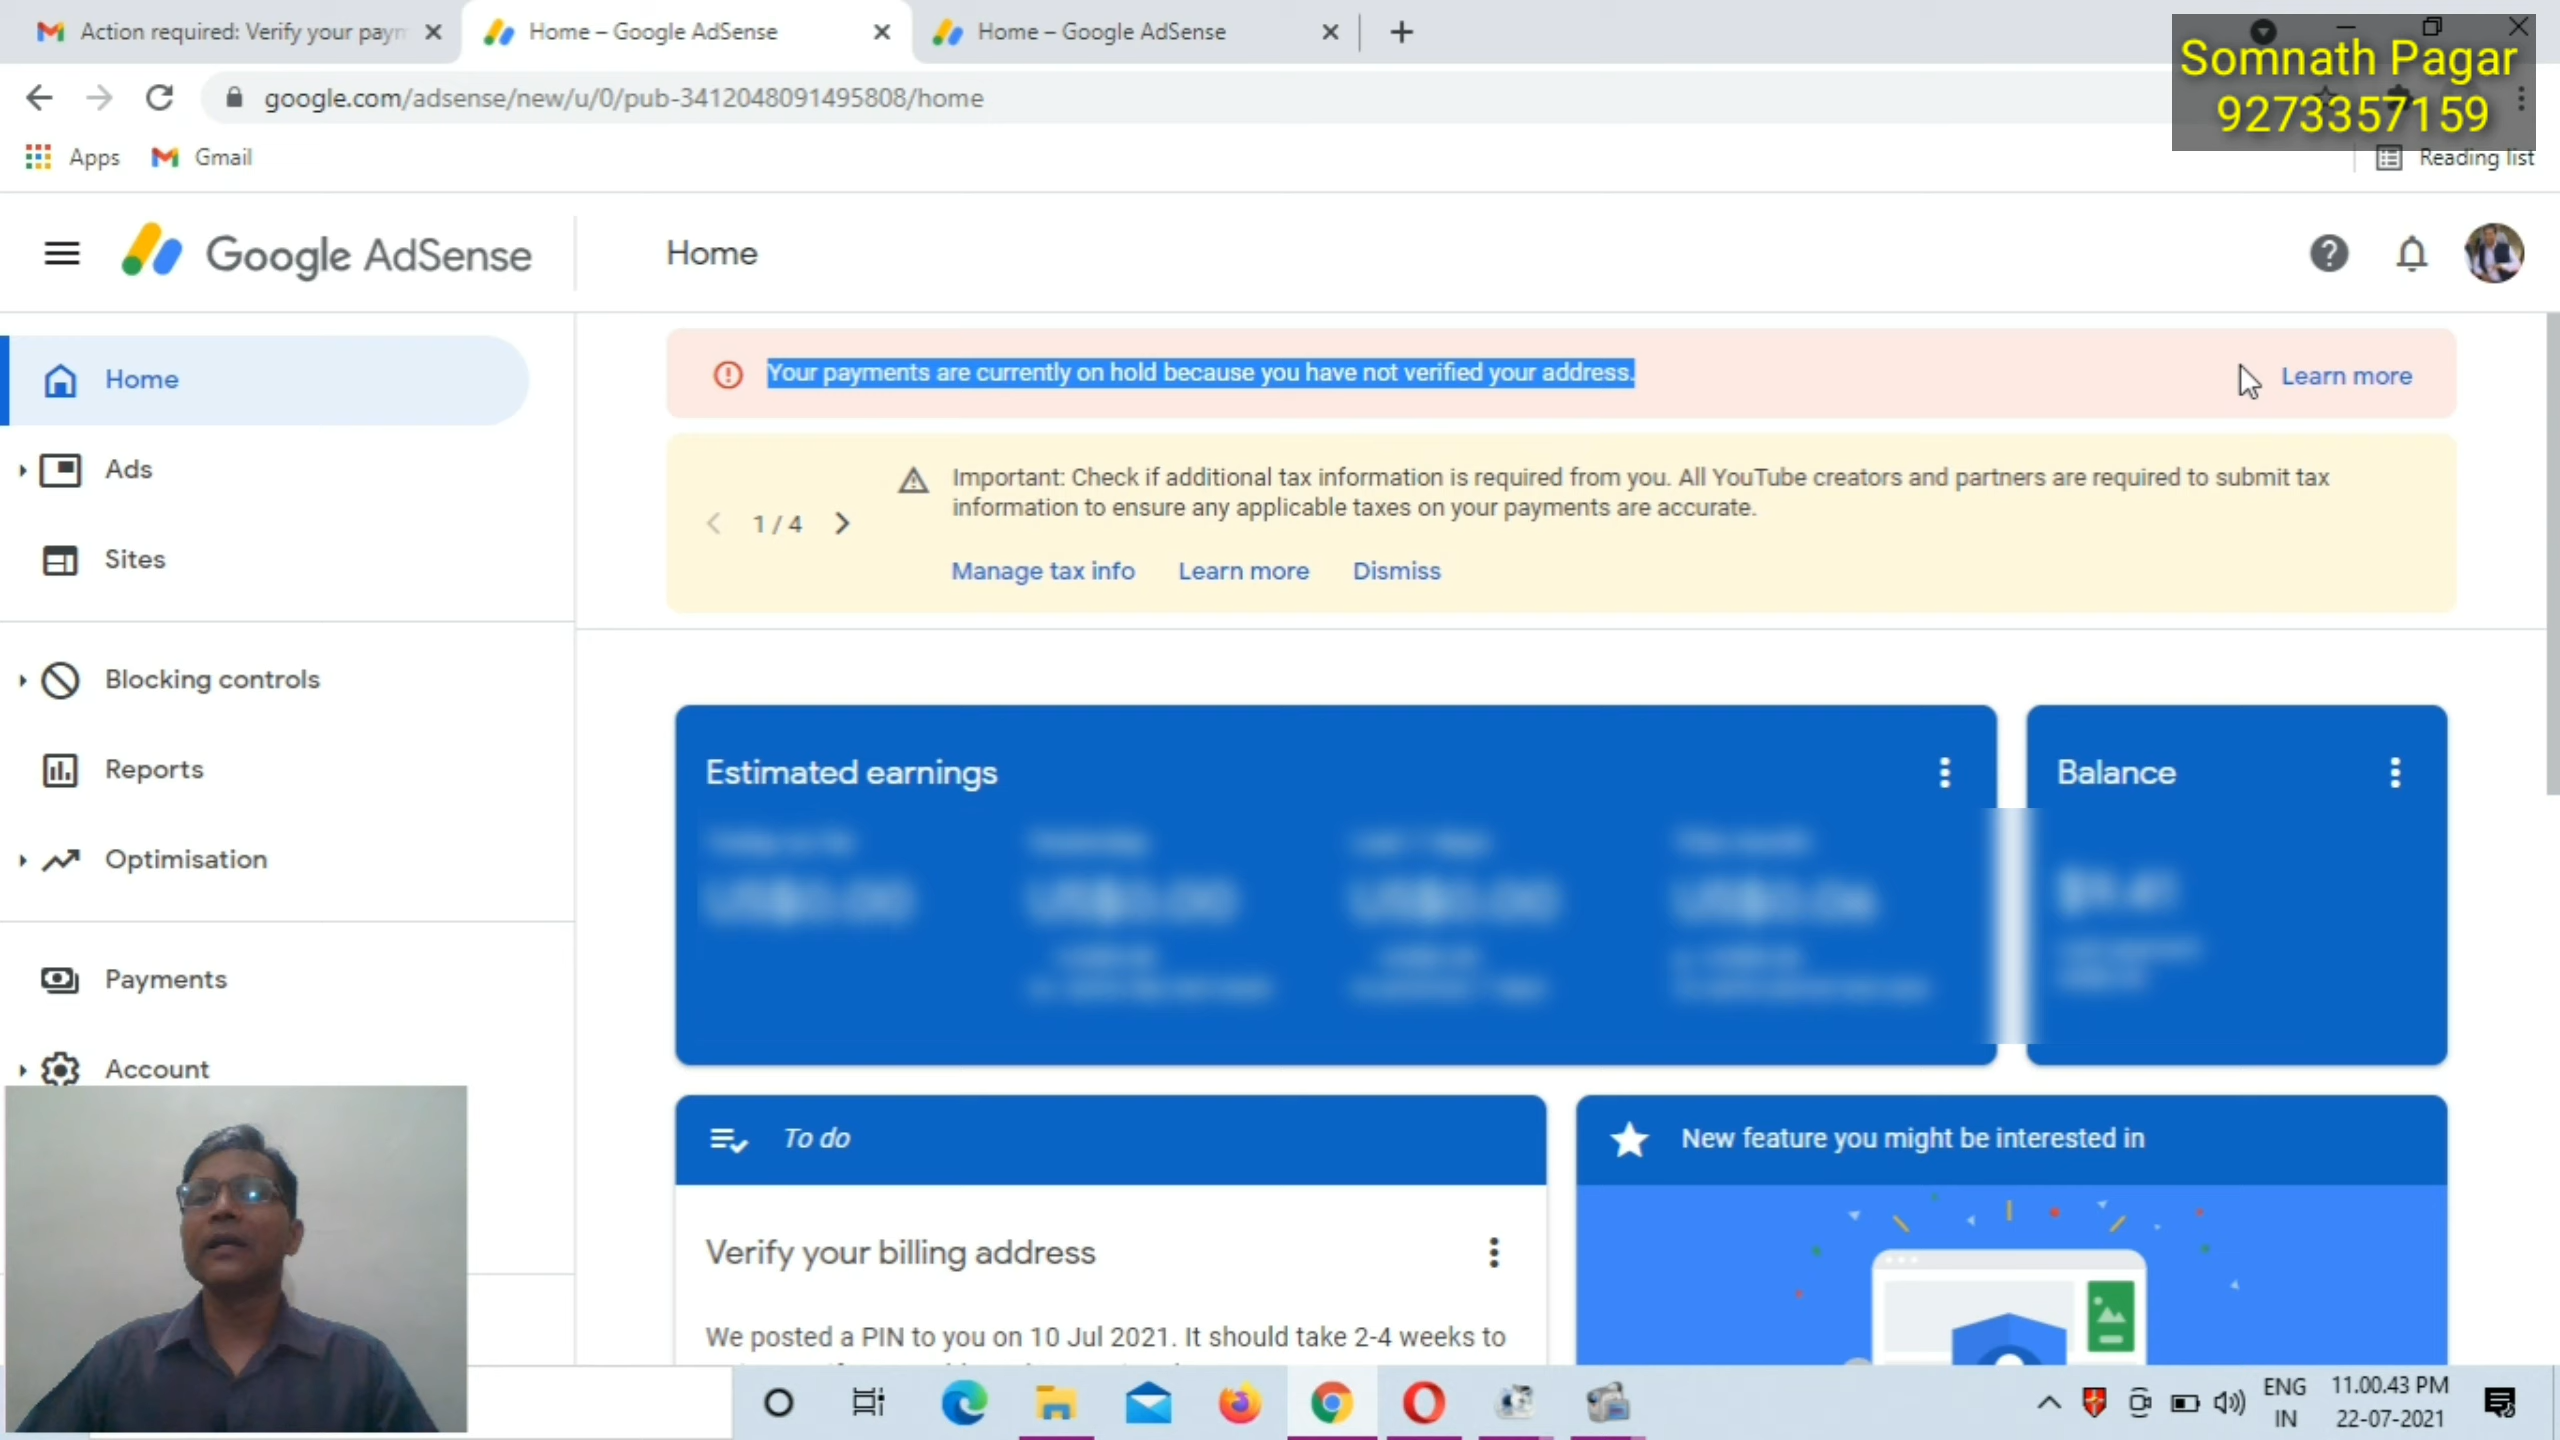 Action required: Verify your paym
Home – Google AdSense
Home – Google AdSense
Somnath Pagar
9273357159
google.com/adsense/new/u/0/pub-3412048091495808/home
Apps
Gmail
Reading list
Google AdSense
Home
Home
Ads
Sites
Blocking controls
Reports
Optimisation
Payments
Account
Your payments are currently on hold because you have not verified your address.
Learn more
1 / 4
Important: Check if additional tax information is required from you. All YouTube creators and partners are required to submit tax
information to ensure any applicable taxes on your payments are accurate.
Manage tax info
Learn more
Dismiss
Estimated earnings
Balance
To do
Verify your billing address
We posted a PIN to you on 10 Jul 2021. It should take 2-4 weeks to
New feature you might be interested in
ENG
IN
11.00.43 PM
22-07-2021